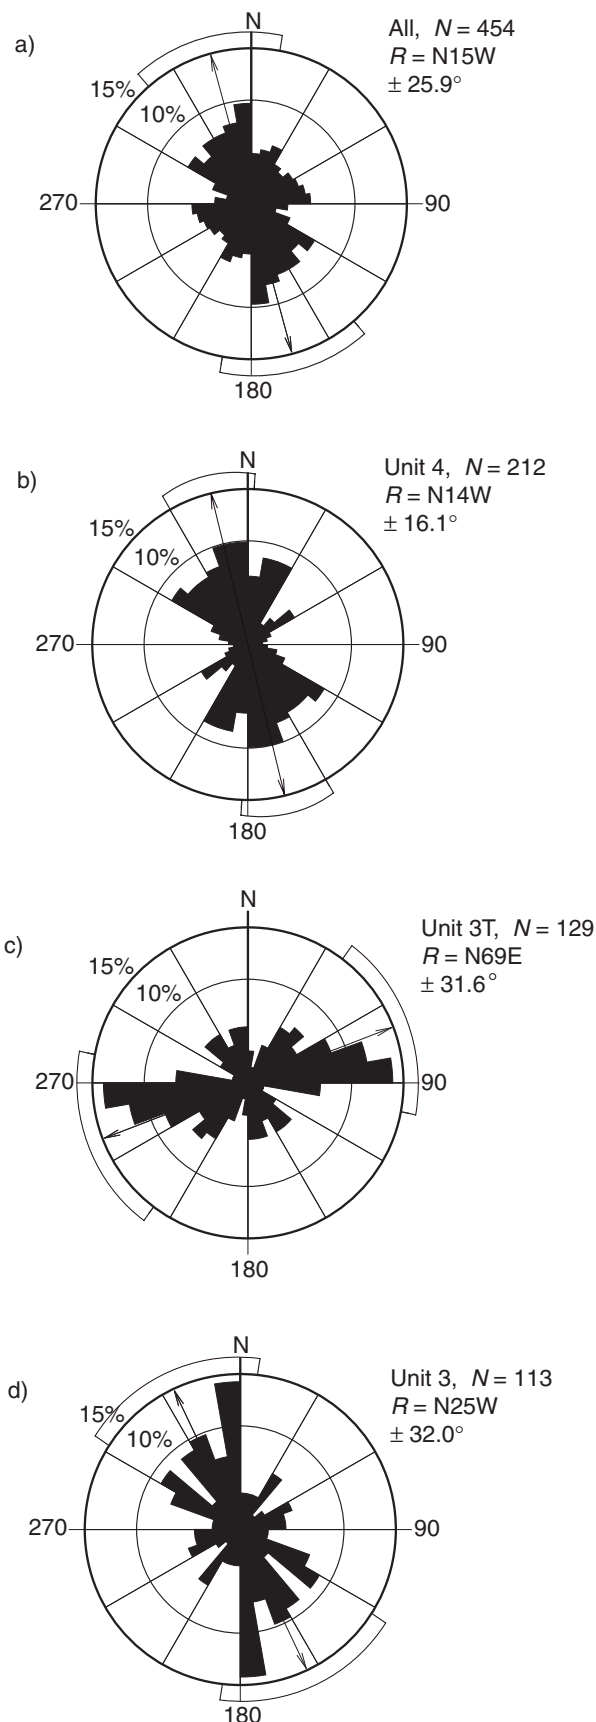 a)
N
All, N = 454
R = N15W
± 25.9°
15%
10%
270
90
180
b)
N
Unit 4, N = 212
R = N14W
± 16.1°
15%
10%
270
90
180
c)
N
Unit 3T, N = 129
R = N69E
± 31.6°
15%
10%
270
90
180
d)
N
Unit 3, N = 113
R = N25W
± 32.0°
15%
10%
270
90
180